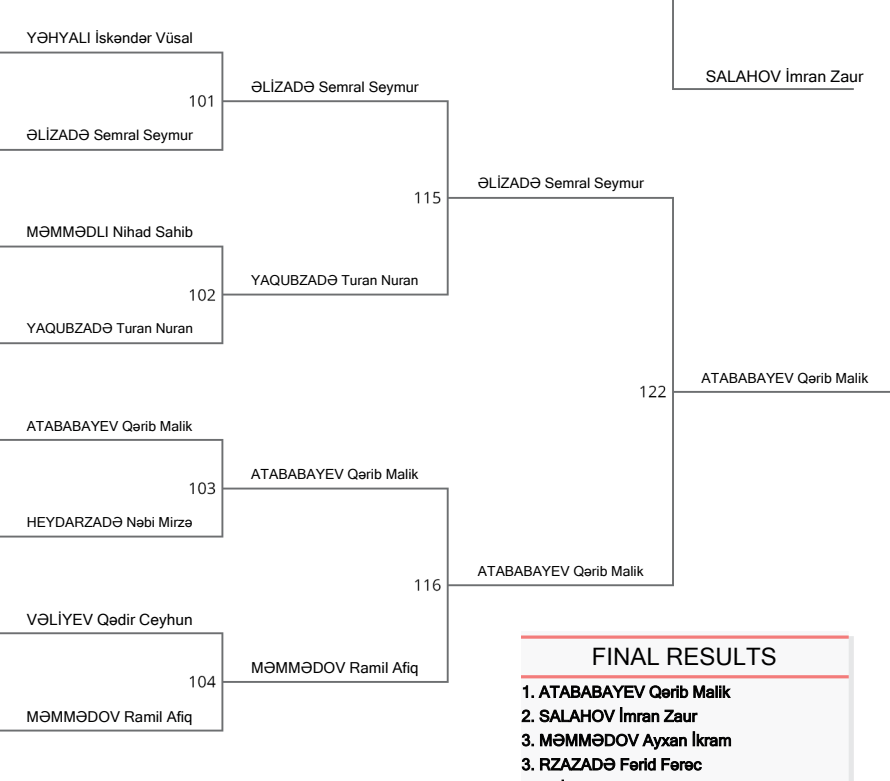 YƏHYALI İskəndər Vüsal
SALAHOV İmran Zaur
ƏLİZADƏ Semral Seymur
101
ƏLİZADƏ Semral Seymur
ƏLİZADƏ Semral Seymur
115
MƏMMƏDLI Nihad Sahib
YAQUBZADƏ Turan Nuran
102
YAQUBZADƏ Turan Nuran
ATABABAYEV Qərib Malik
122
ATABABAYEV Qərib Malik
ATABABAYEV Qərib Malik
103
HEYDARZADƏ Nəbi Mirzə
ATABABAYEV Qərib Malik
116
VƏLİYEV Qədir Ceyhun
MƏMMƏDOV Ramil Afiq
104
MƏMMƏDOV Ramil Afiq
FINAL RESULTS
1. ATABABAYEV Qərib Malik
2. SALAHOV İmran Zaur
3. MƏMMƏDOV Ayxan İkram
3. RZAZADƏ Fərid Fərəc